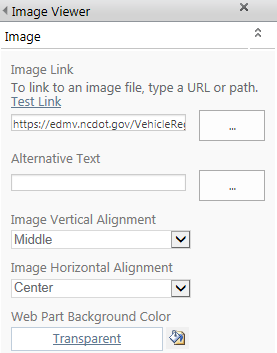 Image Viewer
Image
Image Link
To link to an image file, type a URL or path.
Test Link
https://edmv.ncdot.gov/VehicleReg
...
Alternative Text
...
Image Vertical Alignment
Middle
Image Horizontal Alignment
Center
Web Part Background Color
Transparent